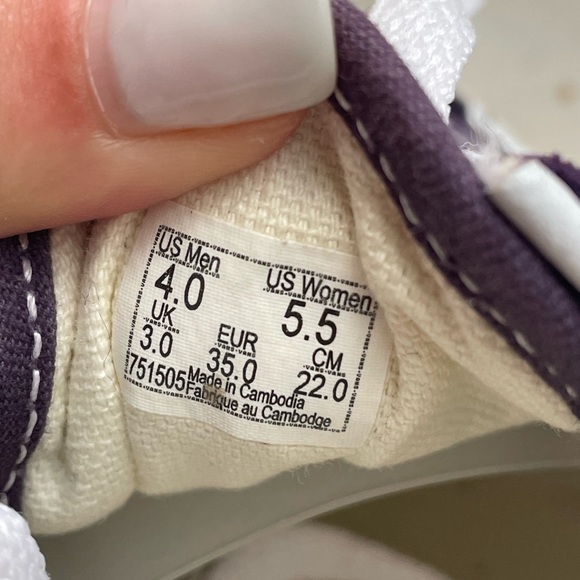 US Men US Women
4.0 5.5
UK EUR CM
3.0 35.0 22.0
751505 Made in Cambodia
Fabrique au Cambodge